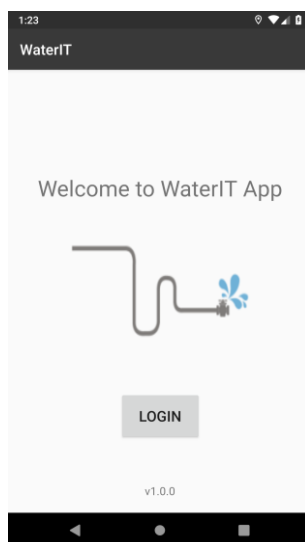 1:23
WaterIT
Welcome to WaterIT App
LOGIN
v1.0.0